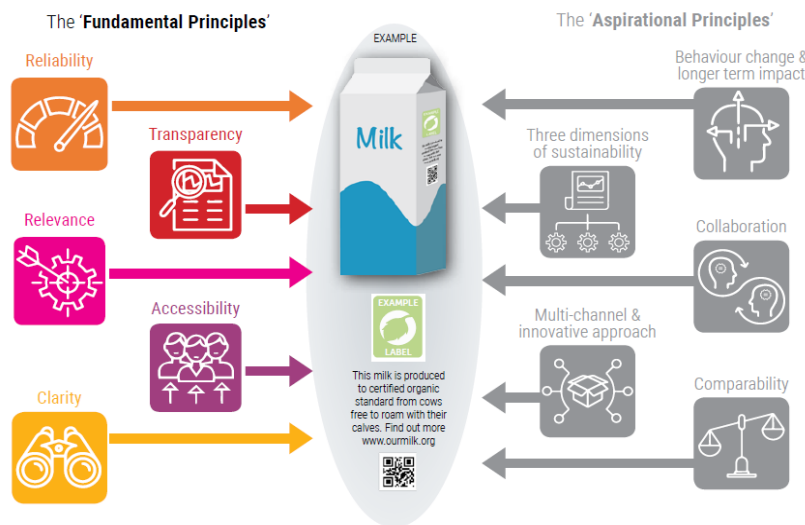 The 'Fundamental Principles'
Reliability
Transparency
Relevance
Accessibility
Clarity
EXAMPLE
Milk
EXAMPLE
LABEL
This milk is produced
to certified organic
standard from cows
free to roam with their
calves. Find out more
www.ourmilk.org
The 'Aspirational Principles'
Behaviour change &
longer term impact
Three dimensions
of sustainability
Collaboration
Multi-channel &
innovative approach
Comparability